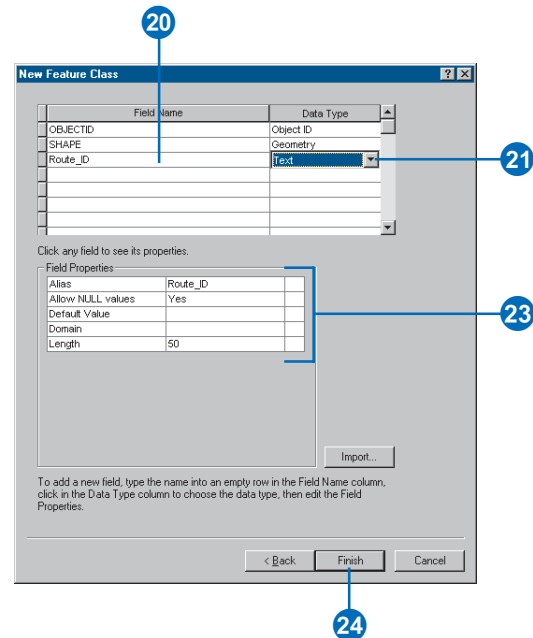 20
New Feature Class
Field Name Data Type
OBJECTID Object ID
SHAPE Geometry
Route_ID Text
21
Click any field to see its properties.
Field Properties
Alias Route_ID
Allow NULL values Yes
Default Value
Domain
Length 50
23
Import...
To add a new field, type the name into an empty row in the Field Name column,
click in the Data Type column to choose the data type, then edit the Field
Properties.
< Back Finish Cancel
24